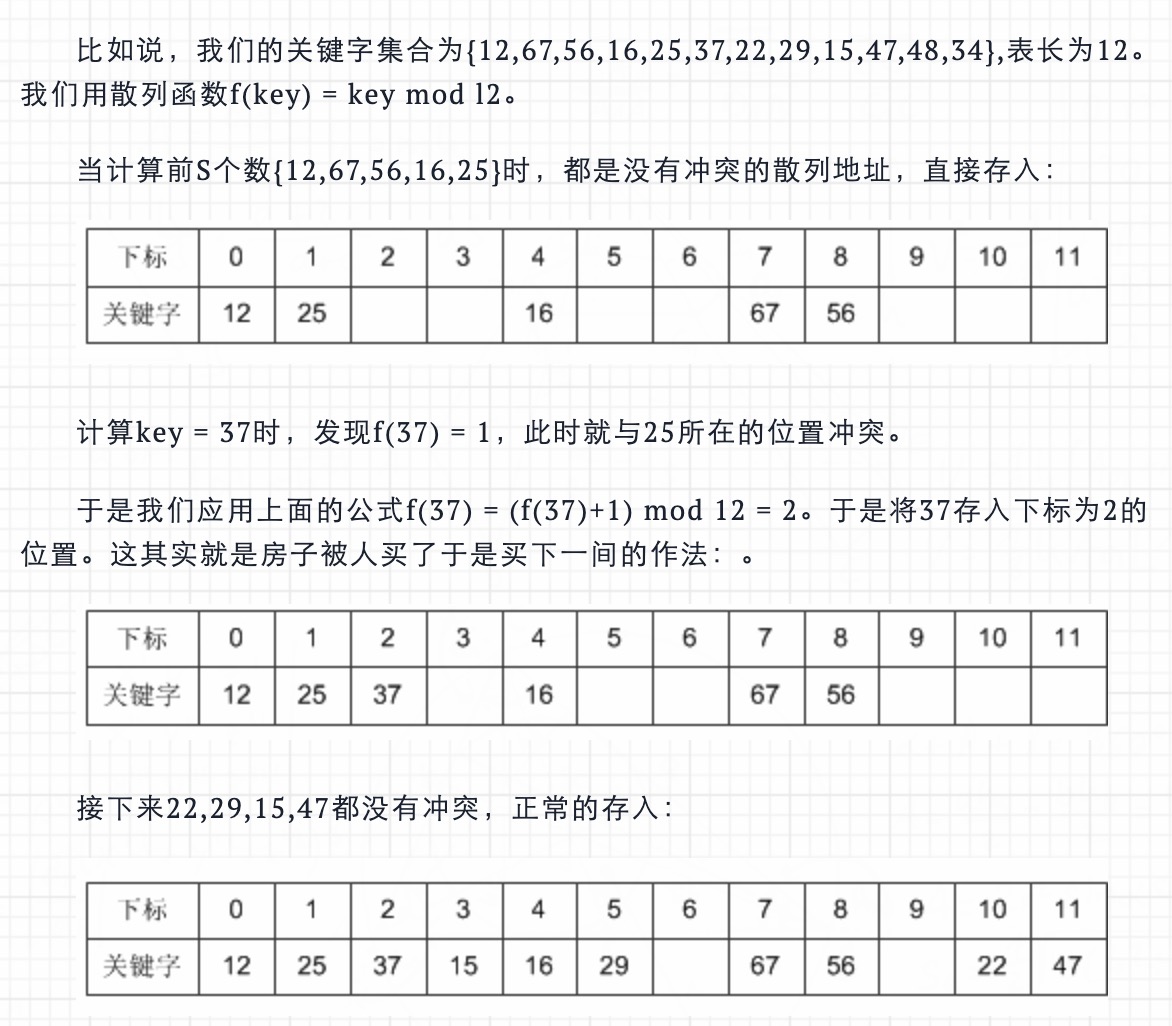 比如说，我们的关键字集合为{12,67,56,16,25,37,22,29,15,47,48,34},表长为12。
我们用散列函数f(key) = key mod l2。
当计算前S个数{12,67,56,16,25}时，都是没有冲突的散列地址，直接存入：
下标 0 1 2 3 4 5 6 7 8 9 10 11
关键字 12 25 16 67 56
计算key = 37时，发现f(37) = 1，此时就与25所在的位置冲突。
于是我们应用上面的公式f(37) = (f(37)+1) mod 12 = 2。于是将37存入下标为2的
位置。这其实就是房子被人买了于是买下一间的作法：。
下标 0 1 2 3 4 5 6 7 8 9 10 11
关键字 12 25 37 16 67 56
接下来22,29,15,47都没有冲突，正常的存入：
下标 0 1 2 3 4 5 6 7 8 9 10 11
关键字 12 25 37 15 16 29 67 56 22 47